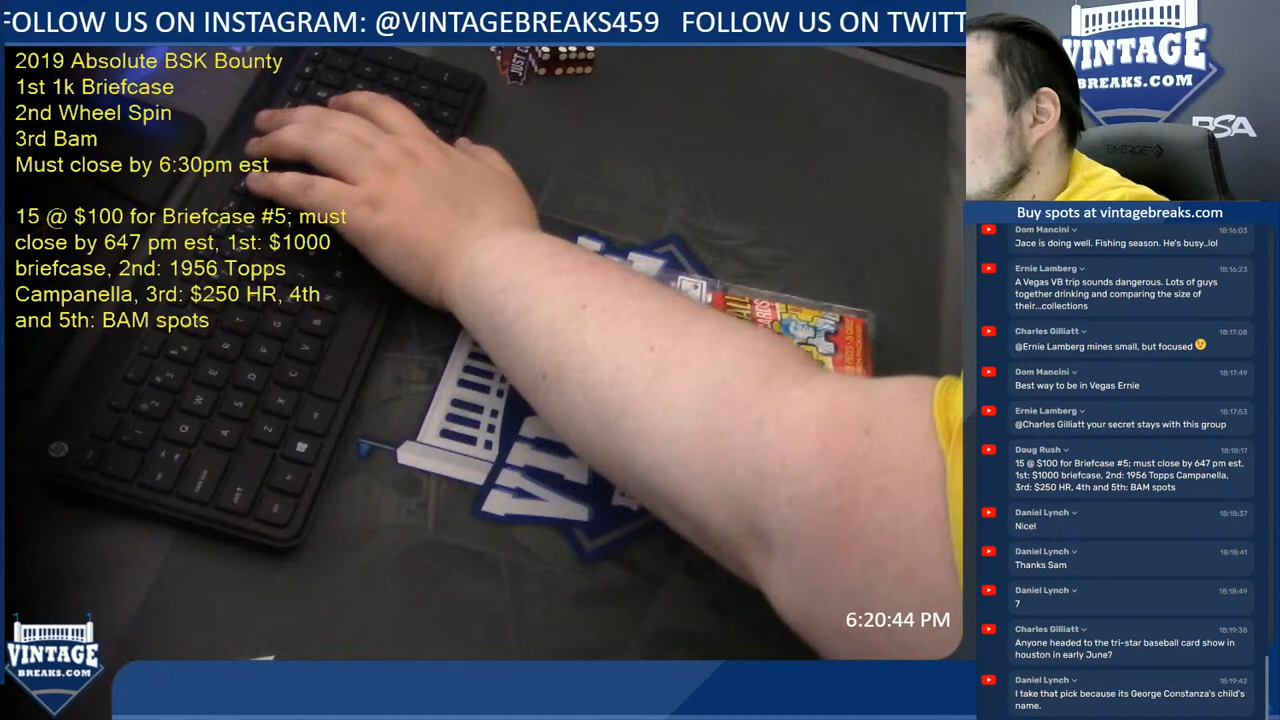 FOLLOW US ON INSTAGRAM: @VINTAGEBREAKS459 FOLLOW US ON TWITT
2019 Absolute BSK Bounty
1st 1k Briefcase
2nd Wheel Spin
3rd Bam
Must close by 6:30pm est
15 @ $100 for Briefcase #5; must
close by 647 pm est, 1st: $1000
briefcase, 2nd: 1956 Topps
Campanella, 3rd: $250 HR, 4th
and 5th: BAM spots
6:20:44 PM
VINTAGE
BREAKS.COM
VINTAGE
BREAKS.COM
PSA
Buy spots at vintagebreaks.com
Dom Mancini 18:16:03
Jace is doing well. Fishing season. He's busy..lol
Ernie Lamberg 18:16:23
A Vegas VB trip sounds dangerous. Lots of guys
together drinking and comparing the size of
their...collections
Charles Gilliatt 18:17:08
@Ernie Lamberg mines small, but focused
Dom Mancini 18:17:49
Best way to be in Vegas Ernie
Ernie Lamberg 18:17:53
@Charles Gilliatt your secret stays with this group
Doug Rush 18:18:17
15 @ $100 for Briefcase #5; must close by 647 pm est,
1st: $1000 briefcase, 2nd: 1956 Topps Campanella,
3rd: $250 HR, 4th and 5th: BAM spots
Daniel Lynch 18:18:37
Nice!
Daniel Lynch 18:18:41
Thanks Sam
Daniel Lynch 18:18:49
7
Charles Gilliatt 18:19:38
Anyone headed to the tri-star baseball card show in
houston in early June?
Daniel Lynch 18:19:42
I take that pick because its George Constanza's child's
name.